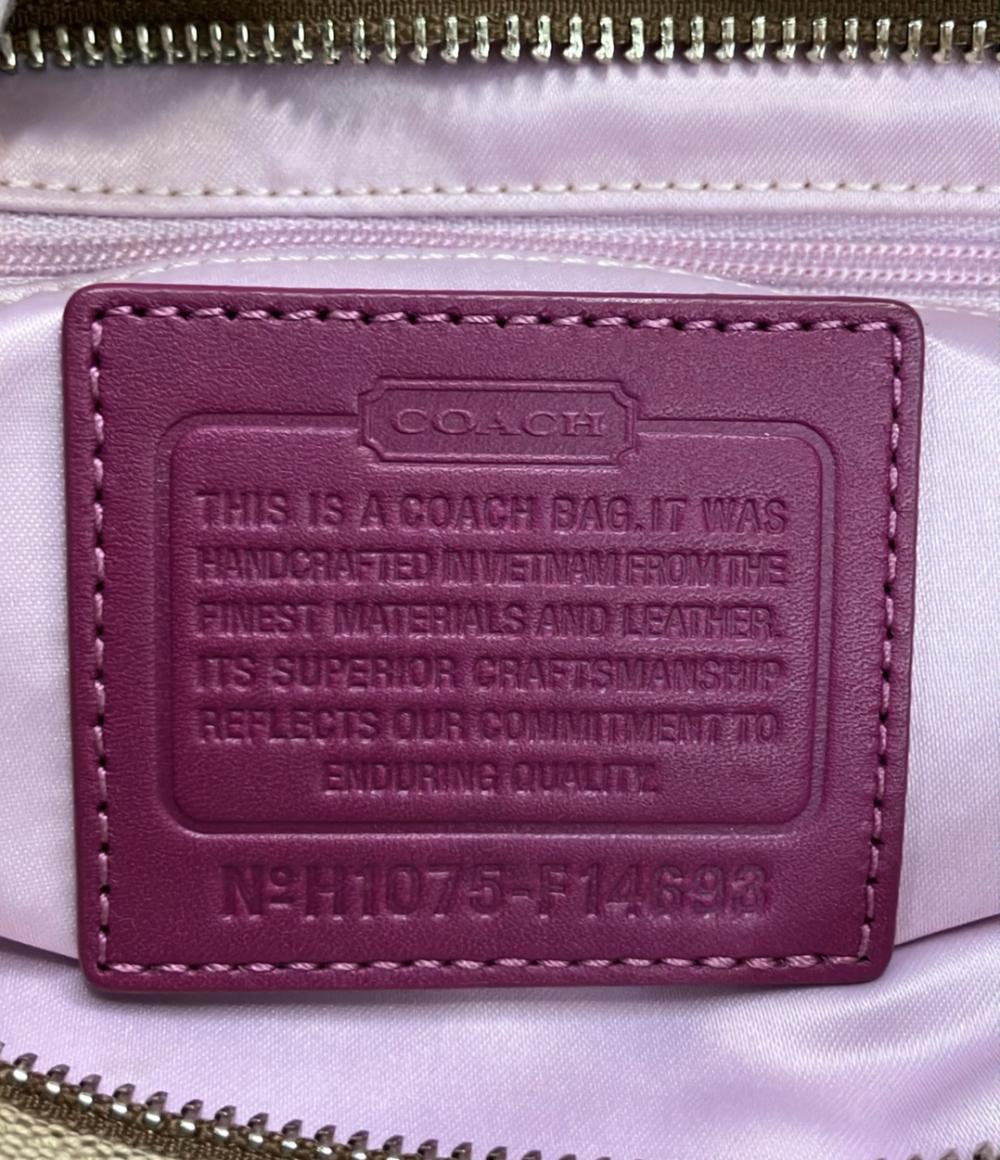 COACH
THIS IS A COACH BAG. IT WAS
HANDCRAFTED IN VIETNAM FROM THE
FINEST MATERIALS AND LEATHER.
ITS SUPERIOR CRAFTSMANSHIP
REFLECTS OUR COMMITMENT TO
ENDURING QUALITY.
Nº H1075-F14693